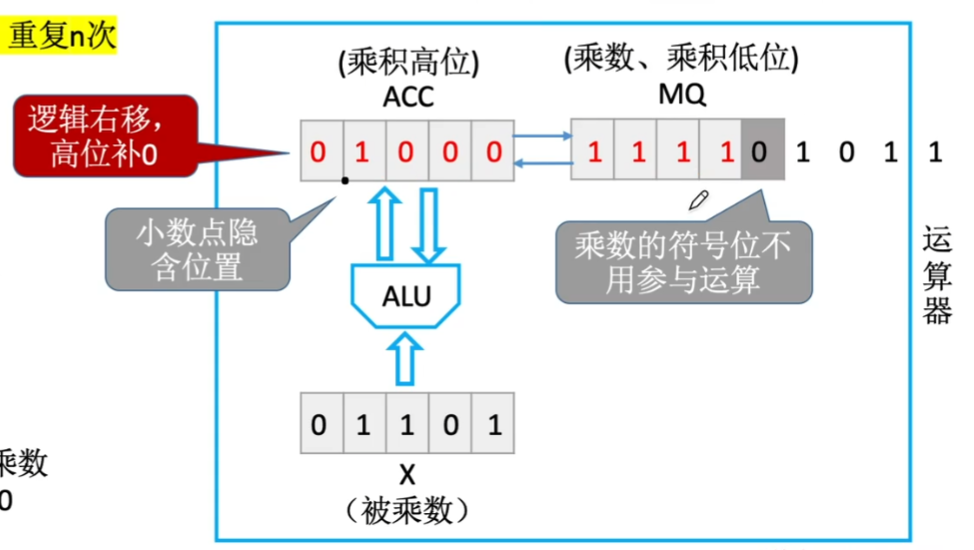 重复n次
(乘积高位)
ACC
(乘数、乘积低位)
MQ
逻辑右移，
高位补0
0 1 0 0 0
1 1 1 1 0 1 0 1 1
小数点隐
含位置
乘数的符号位不
用参与运算
运
算
器
ALU
0 1 1 0 1
X
（被乘数）
乘数
0